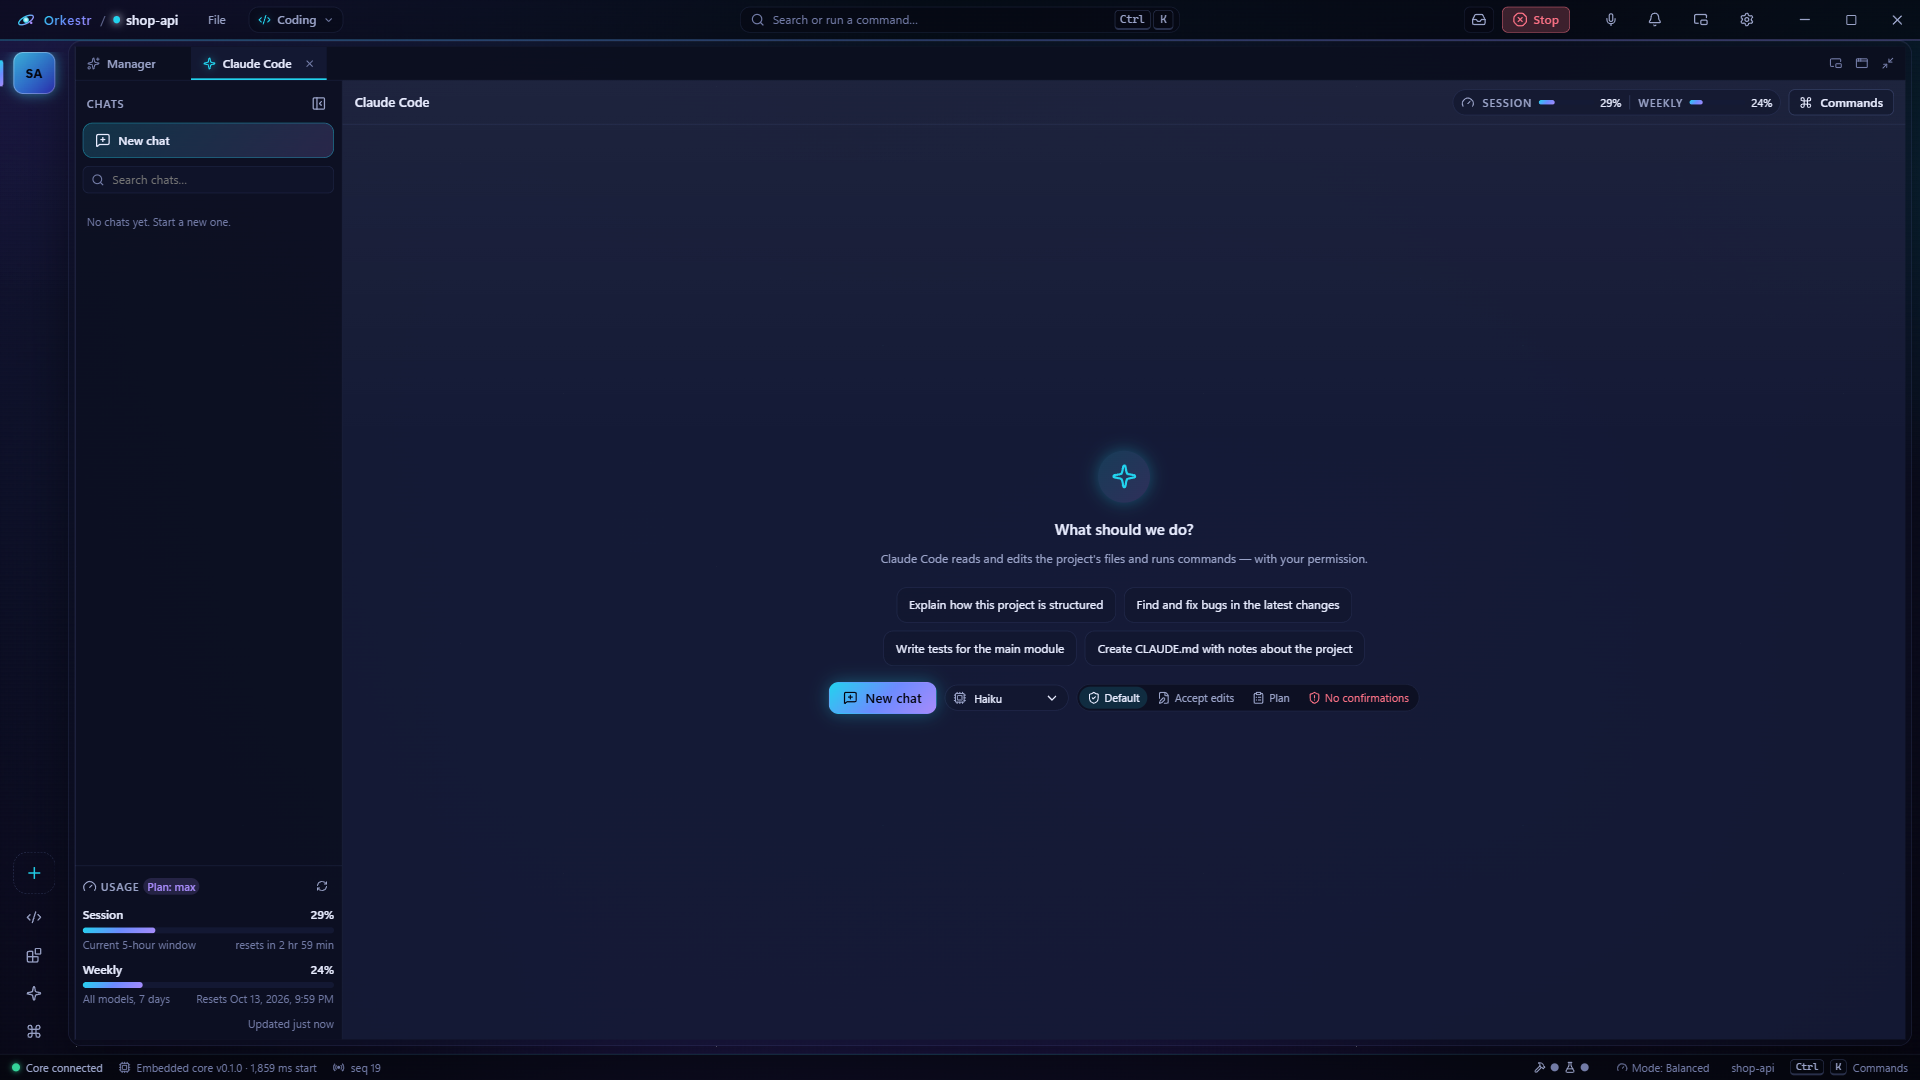 Orkestr / shop-api File Coding Search or run a command... Ctrl K Stop
SA
Manager Claude Code
CHATS
New chat
Search chats...
No chats yet. Start a new one.
Claude Code SESSION 29% WEEKLY 24% Commands
What should we do?
Claude Code reads and edits the project's files and runs commands — with your permission.
Explain how this project is structured Find and fix bugs in the latest changes
Write tests for the main module Create CLAUDE.md with notes about the project
New chat Haiku Default Accept edits Plan No confirmations
USAGE Plan: max
Session 29%
Current 5-hour window resets in 2 hr 59 min
Weekly 24%
All models, 7 days Resets Oct 13, 2026, 9:59 PM
Updated just now
Core connected Embedded core v0.1.0 · 1,859 ms start seq 19 Mode: Balanced shop-api Ctrl K Commands